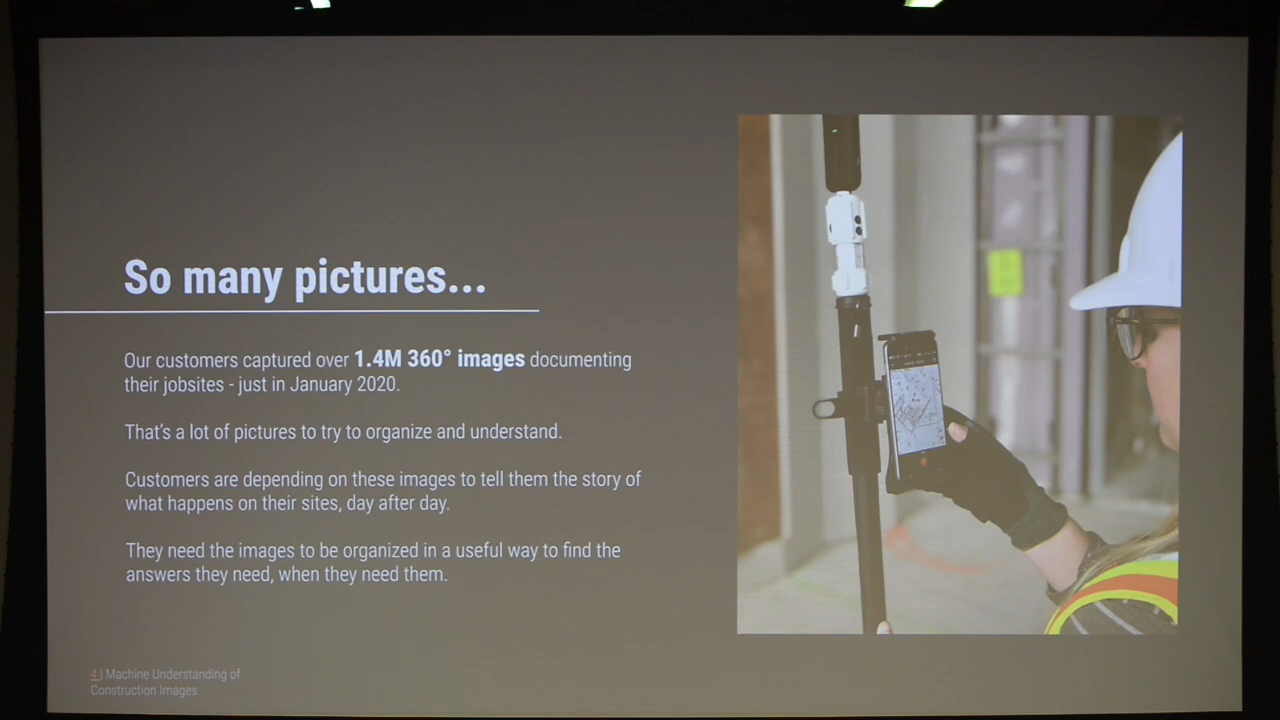 So many pictures...
Our customers captured over 1.4M 360° images documenting
their jobsites - just in January 2020.
That's a lot of pictures to try to organize and understand.
Customers are depending on these images to tell them the story of
what happens on their sites, day after day.
They need the images to be organized in a useful way to find the
answers they need, when they need them.
4 | Machine Understanding of
Construction Images